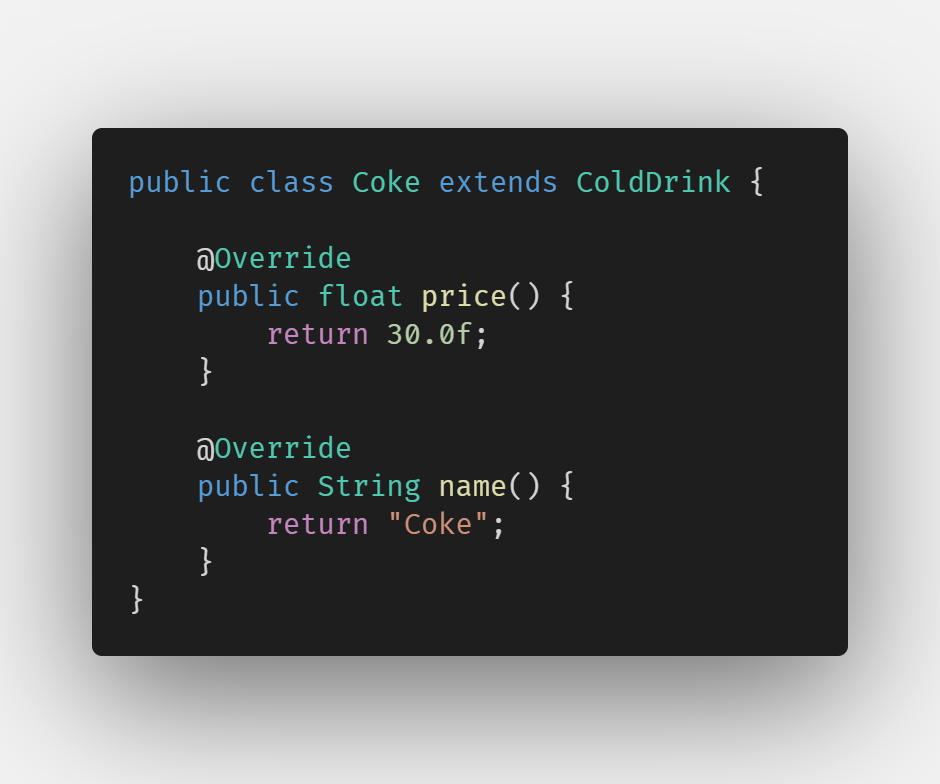 public class Coke extends ColdDrink {

    @Override
    public float price() {
        return 30.0f;
    }

    @Override
    public String name() {
        return "Coke";
    }
}